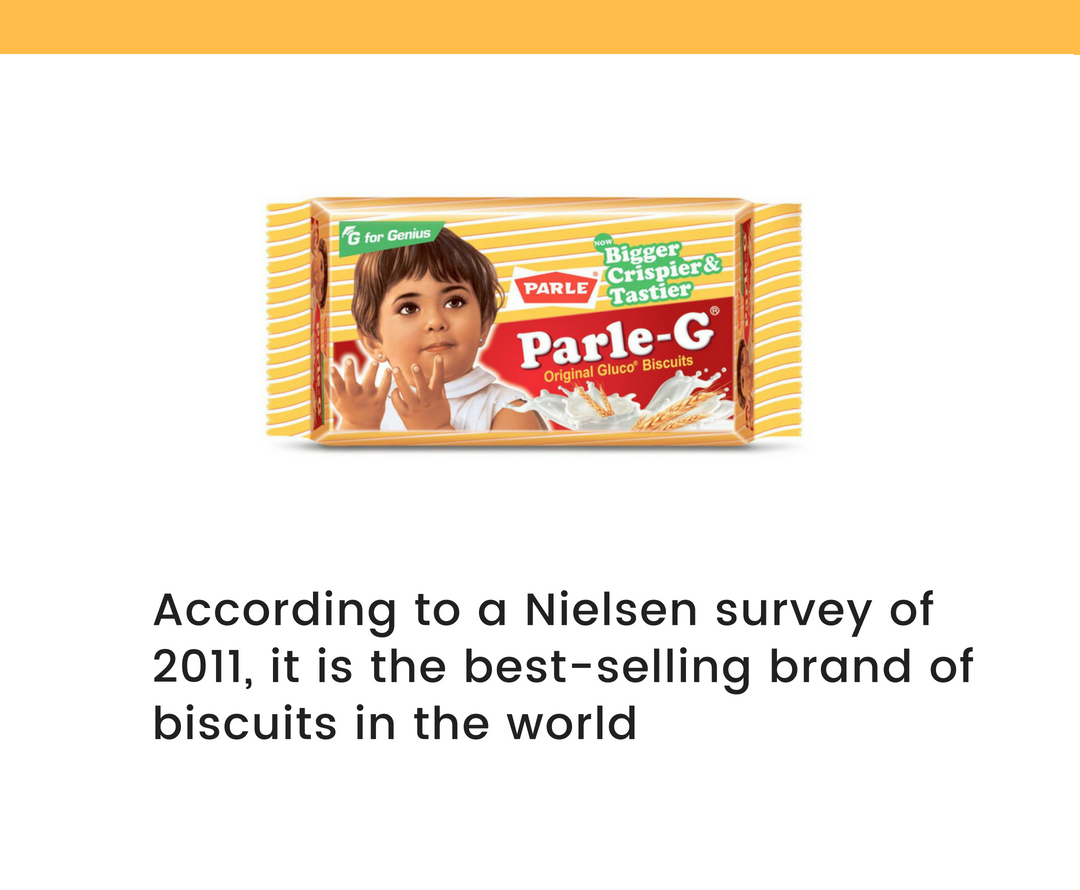 G for Genius
NOW
Bigger
Crispier &
Tastier
PARLE®
Parle-G®
Original Gluco® Biscuits
According to a Nielsen survey of
2011, it is the best-selling brand of
biscuits in the world